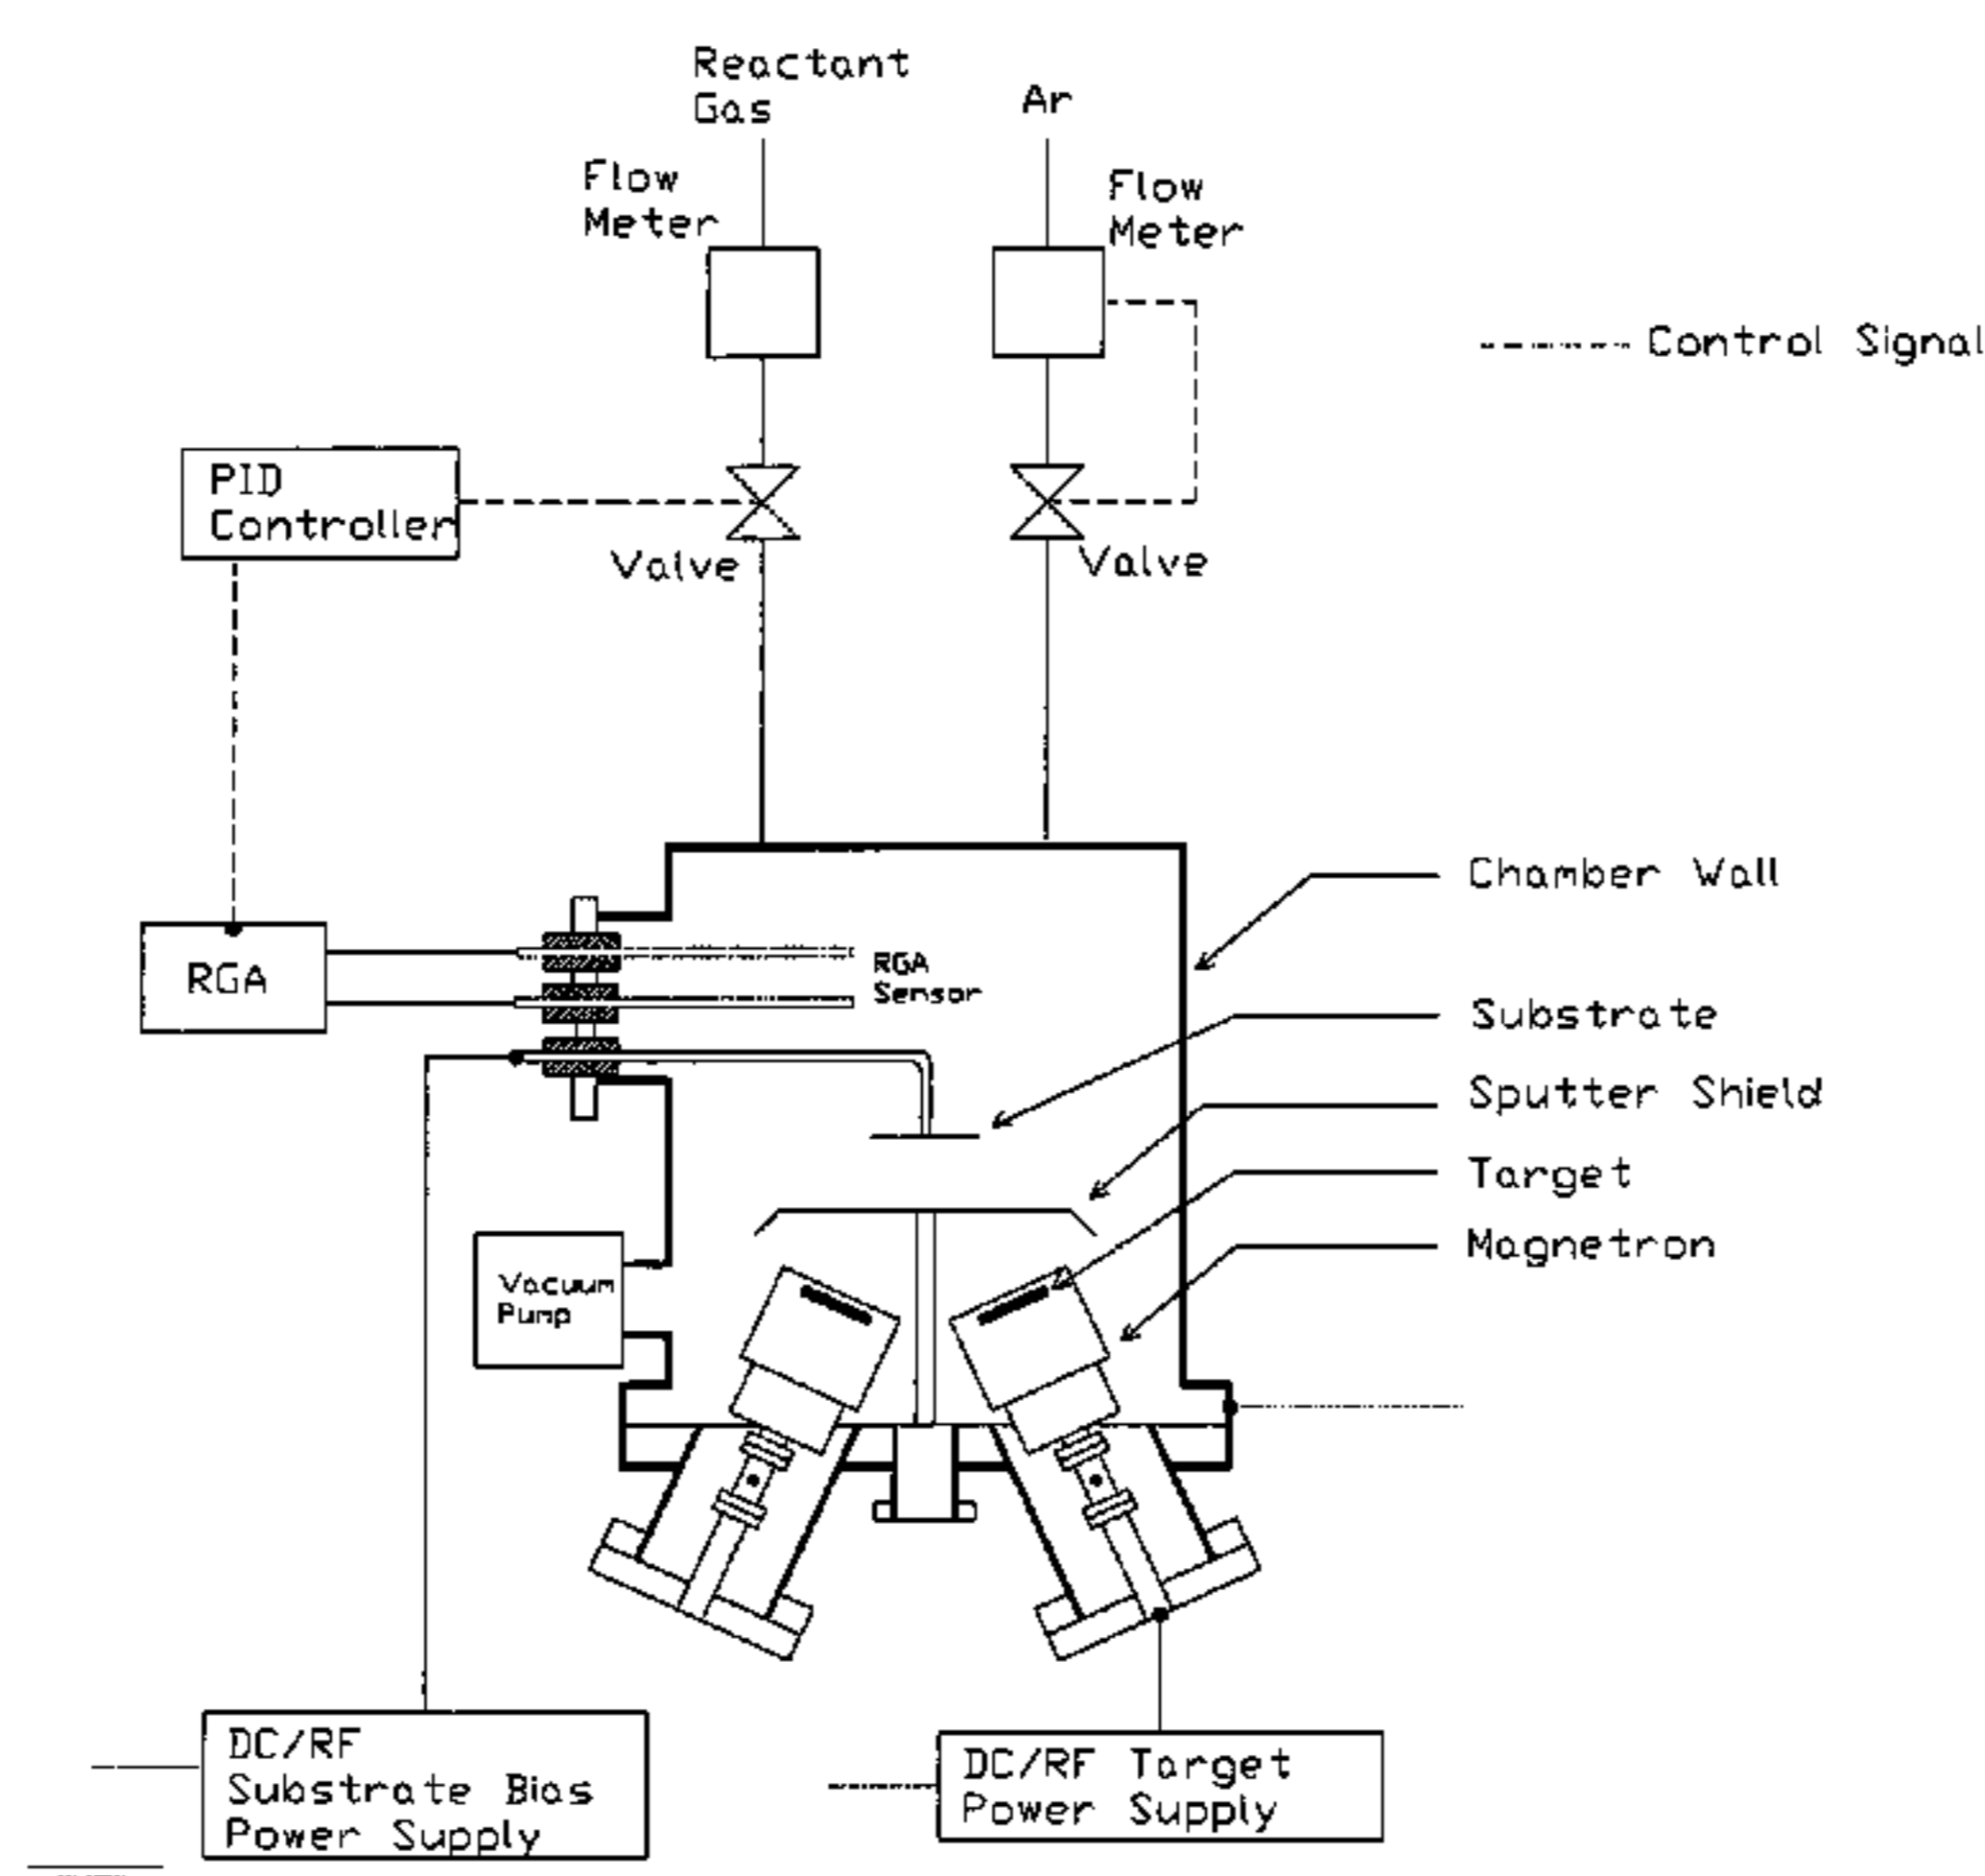 Reactant
Gas
Ar
Flow
Meter
Flow
Meter
Control Signal
PID
Controller
Valve
Valve
Chamber Wall
RGA
RGA
Sensor
Substrate
Sputter Shield
Target
Magnetron
Vacuum
Pump
DC/RF
Substrate Bias
Power Supply
DC/RF Target
Power Supply